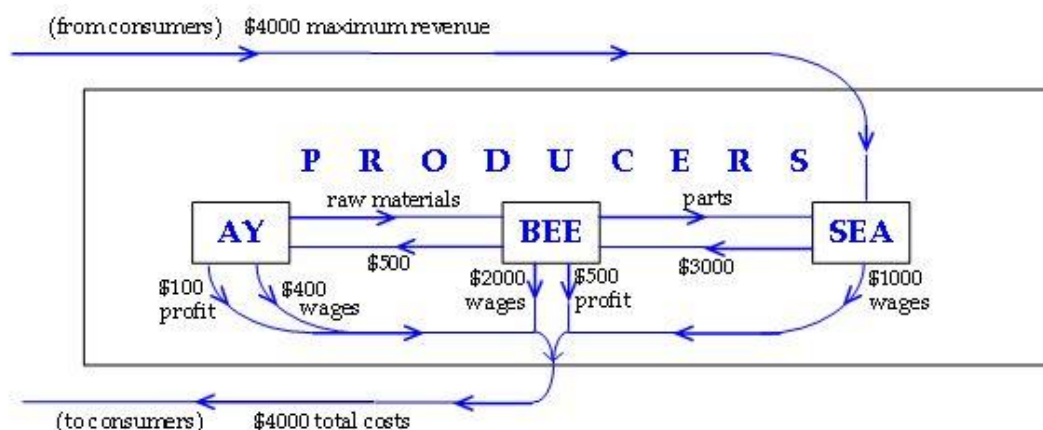 (from consumers) $4000 maximum revenue
P R O D U C E R S
raw materials
parts
AY
BEE
SEA
$500
$3000
$100
profit
$400
wages
$2000
wages
$500
profit
$1000
wages
(to consumers) $4000 total costs